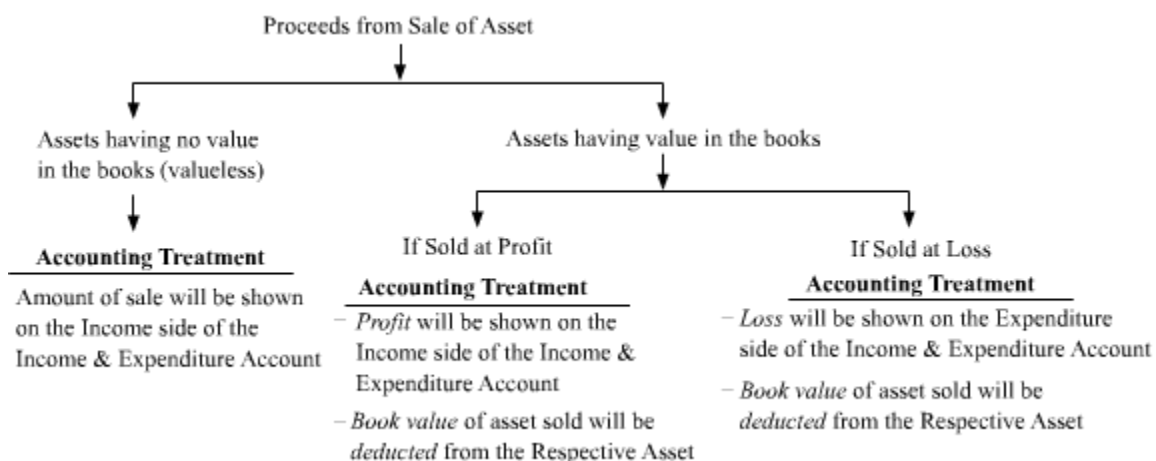 Proceeds from Sale of Asset
Assets having no value
in the books (valueless)
Accounting Treatment
Amount of sale will be shown
on the Income side of the
Income & Expenditure Account
Assets having value in the books
If Sold at Profit
Accounting Treatment
– Profit will be shown on the
Income side of the Income &
Expenditure Account
– Book value of asset sold will be
deducted from the Respective Asset
If Sold at Loss
Accounting Treatment
– Loss will be shown on the Expenditure
side of the Income & Expenditure Account
– Book value of asset sold will be
deducted from the Respective Asset